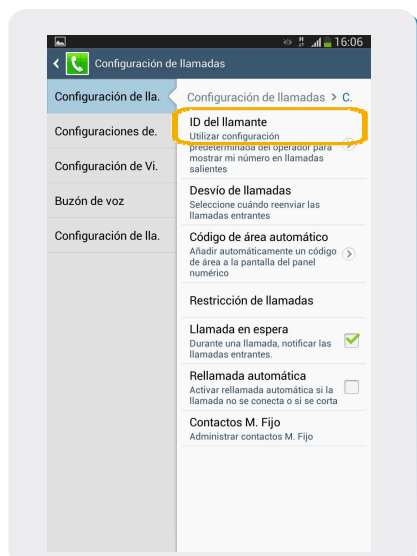 16:06
Configuración de llamadas
Configuración de lla.
Configuraciones de.
Configuración de Vi.
Buzón de voz
Configuración de lla.
Configuración de llamadas > C.
ID del llamante
Utilizar configuración
predeterminada del operador para
mostrar mi número en llamadas
salientes
Desvío de llamadas
Seleccione cuándo reenviar las
llamadas entrantes
Código de área automático
Añadir automáticamente un código
de área a la pantalla del panel
numérico
Restricción de llamadas
Llamada en espera
Durante una llamada, notificar las
llamadas entrantes.
Rellamada automática
Activar rellamada automática si la
llamada no se conecta o si se corta
Contactos M. Fijo
Administrar contactos M. Fijo